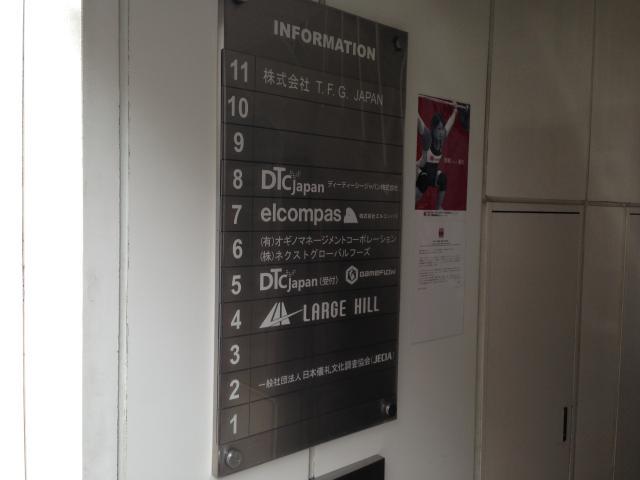 INFORMATION
11 株式会社 T.F.G. JAPAN
10
9
8 DTCJapan ディーティーシージャパン株式会社
7 elcompas 株式会社エルコンパス
6 (有)オギノマネージメントコーポレーション
(株)ネクストグローバルフーズ
5 DTCJapan (受付) GAMEFLOW
4 LARGE HILL
3
2 一般社団法人日本儀礼文化調査協会(JECIA)
1